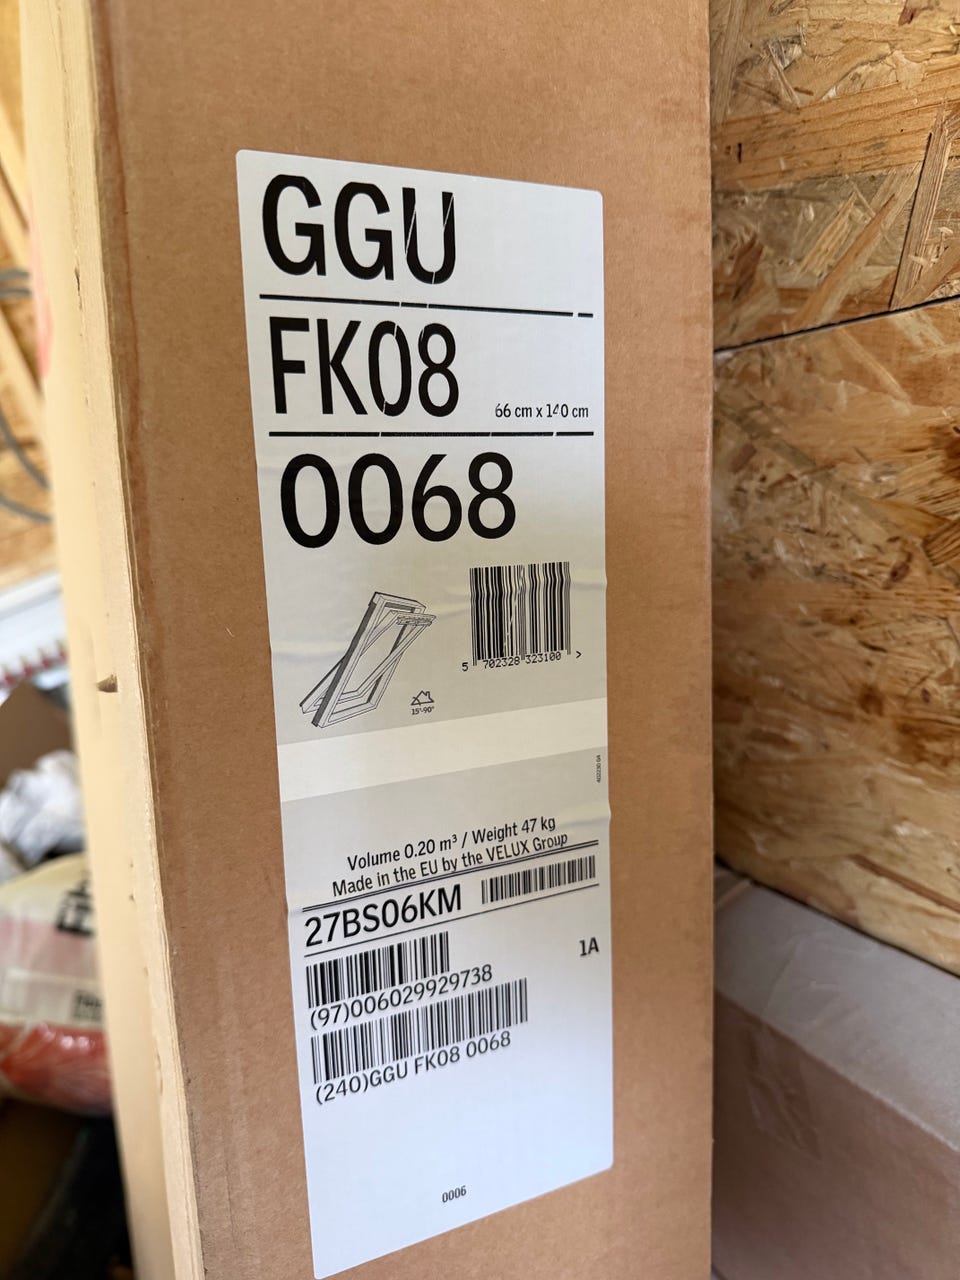 GGU
FK08
66 cm x 140 cm
0068
5 702328 323100 >
15°-90°
Volume 0.20 m³ / Weight 47 kg
Made in the EU by the VELUX Group
27BS06KM
1A
(97)006029929738
(240)GGU FK08 0068
0006